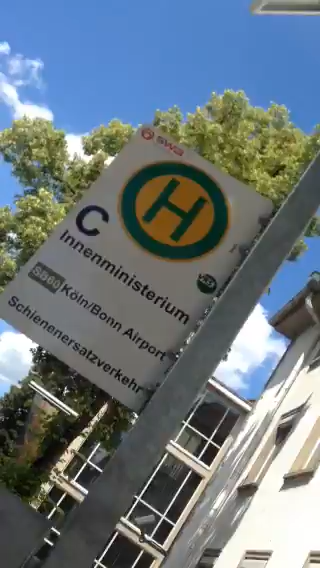 SWB
H
C
Innenministerium
SB60 Köln/Bonn Airport
Schienenersatzverkehr